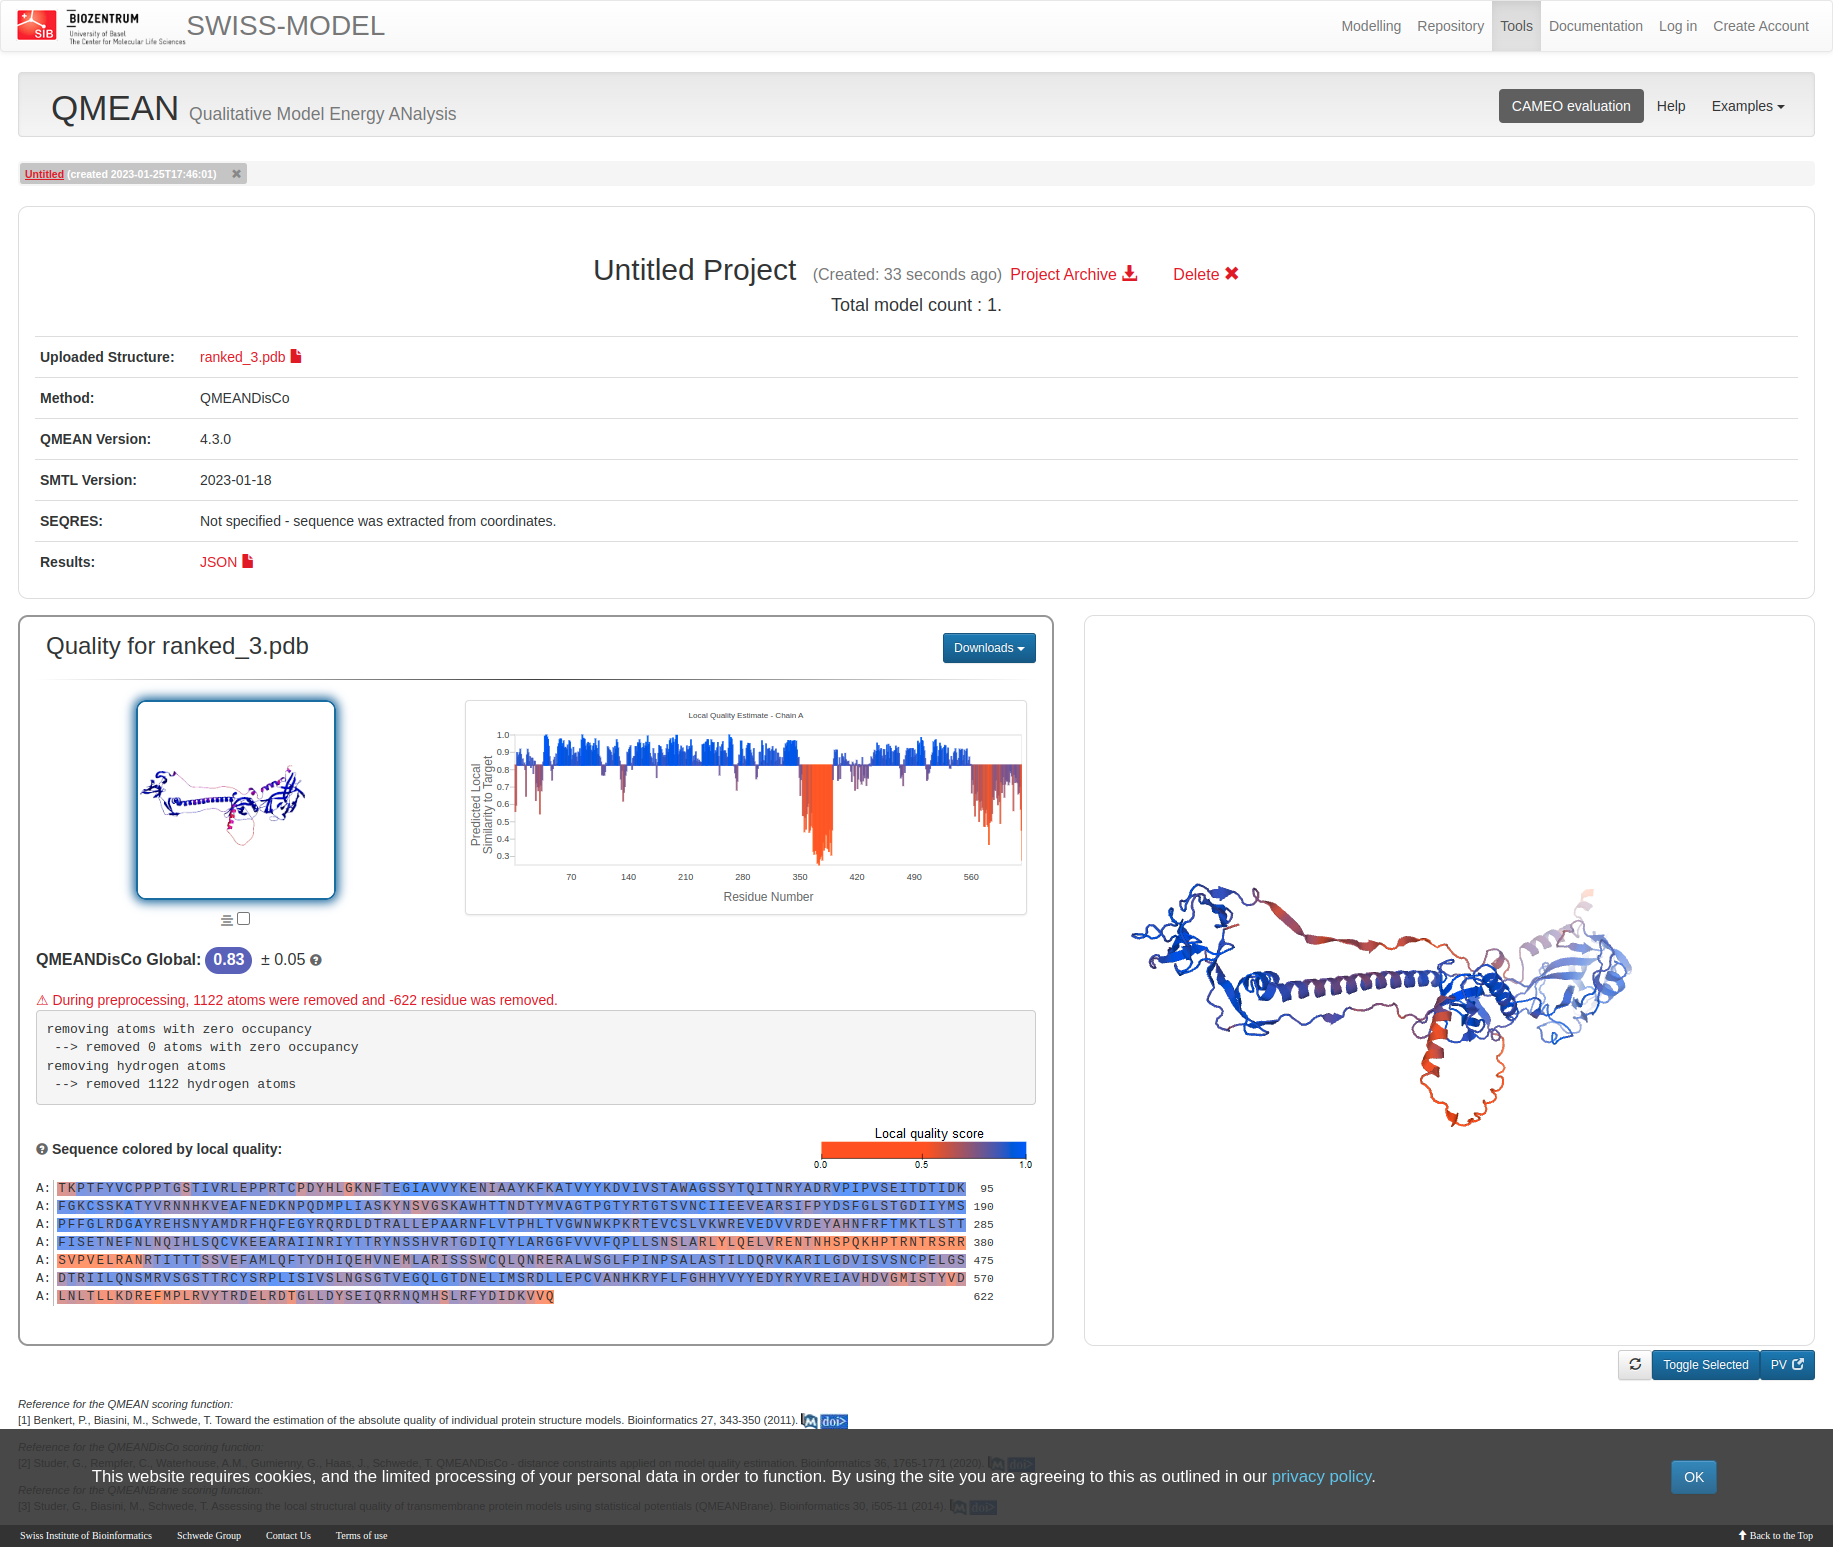 SIB
BIOZENTRUM
University of Basel
The Center for Molecular Life Sciences
SWISS-MODEL
Modelling Repository Tools Documentation Log in Create Account
QMEAN Qualitative Model Energy ANalysis
CAMEO evaluation Help Examples
Untitled (created 2023-01-25T17:46:01) ✖
Untitled Project (Created: 33 seconds ago) Project Archive Delete ✖
Total model count : 1.
Uploaded Structure: ranked_3.pdb
Method: QMEANDisCo
QMEAN Version: 4.3.0
SMTL Version: 2023-01-18
SEQRES: Not specified - sequence was extracted from coordinates.
Results: JSON
Quality for ranked_3.pdb
Downloads
Local Quality Estimate - Chain A
Predicted Local
Similarity to Target
1.0
0.9
0.8
0.7
0.6
0.5
0.4
0.3
70 140 210 280 350 420 490 560
Residue Number
QMEANDisCo Global: 0.83 ± 0.05
⚠ During preprocessing, 1122 atoms were removed and -622 residue was removed.
removing atoms with zero occupancy
--> removed 0 atoms with zero occupancy
removing hydrogen atoms
--> removed 1122 hydrogen atoms
Sequence colored by local quality:
Local quality score
0.0 0.5 1.0
A: TKPTFYVCPPPTGSTIVRLEPPRTCPDYHLGKNFTEGIAVVYKENIAAYKFKATVYYKDVIVSTAWAGSSYTQITNRYADRVPIPVSEITDTIDK 95
A: FGKCSSKATYVRNNHKVEAFNEDKNPQDMPLIASKYNSVGSKAWHTTNDTYMVAGTPGTYRTGTSVNCIIEEVEARSIFPYDSFGLSTGDIIYMS 190
A: PFFGLRDGAYREHSNYAMDRFHQFEGYRQRDLDTRALLEPAARNFLVTPHLTVGWNWKPKRTEVCSLVKWREVEDVVRDEYAHNFRFTMKTLSTT 285
A: FISETNEFNLNQIHLSQCVKEEARAIINRIYTTRYNSSHVRTGDIQTYLARGGFVVVFQPLLSNSLARLYLQELVRENTNHSPQKHPTRNTRSRR 380
A: SVPVELRANRTITTTSSVEFAMLQFTYDHIQEHVNEMLARISSSWCQLQNRERALWSGLFPINPSALASTILDQRVKARILGDVISVSNCPELGS 475
A: DTRIILQNSMRVSGSTTRCYSRPLISIVSLNGSGTVEGQLGTDNELIMSRDLLEPCVANHKRYFLFGHHYVYYEDYRYVREIAVHDVGMISTYVD 570
A: LNLTLLKDREFMPLRVYTRDELRDTGLLDYSEIQRRNQMHSLRFYDIDKVVQ 622
Toggle Selected PV
Reference for the QMEAN scoring function:
[1] Benkert, P., Biasini, M., Schwede, T. Toward the estimation of the absolute quality of individual protein structure models. Bioinformatics 27, 343-350 (2011). M doi>
Reference for the QMEANDisCo scoring function:
[2] Studer, G., Rempfer, C., Waterhouse, A.M., Gumienny, G., Haas, J., Schwede, T. QMEANDisCo - distance constraints applied on model quality estimation. Bioinformatics 36, 1765-1771 (2020). M doi>
This website requires cookies, and the limited processing of your personal data in order to function. By using the site you are agreeing to this as outlined in our privacy policy. OK
Reference for the QMEANBrane scoring function:
[3] Studer, G., Biasini, M., Schwede, T. Assessing the local structural quality of transmembrane protein models using statistical potentials (QMEANBrane). Bioinformatics 30, i505-11 (2014). M doi>
Swiss Institute of Bioinformatics Schwede Group Contact Us Terms of use Back to the Top